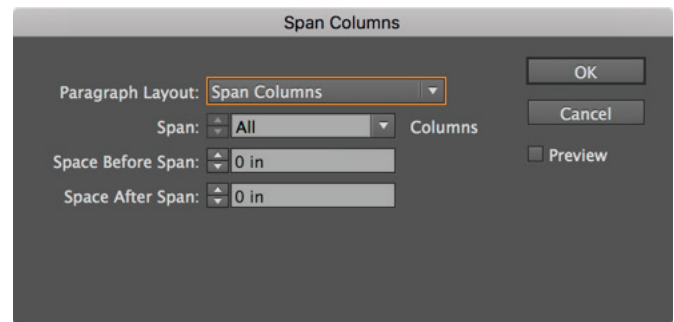 Span Columns
Paragraph Layout: Span Columns
OK
Span: All Columns
Cancel
Space Before Span: 0 in
Preview
Space After Span: 0 in